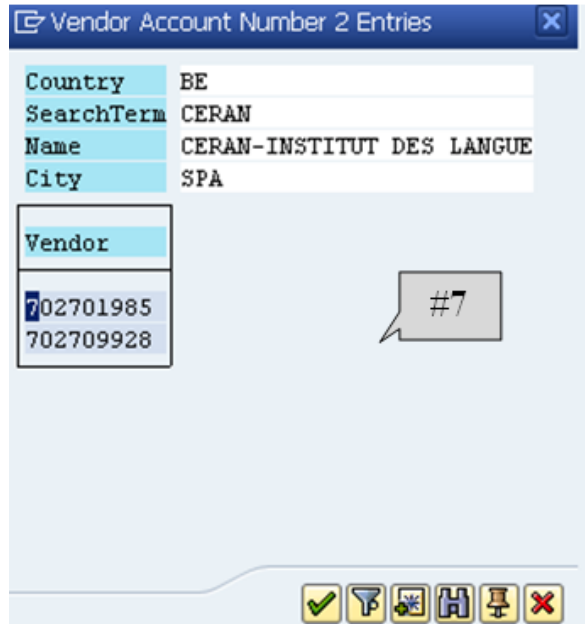 Vendor Account Number 2 Entries
Country BE
SearchTerm CERAN
Name CERAN-INSTITUT DES LANGUE
City SPA
Vendor
702701985
702709928
#7